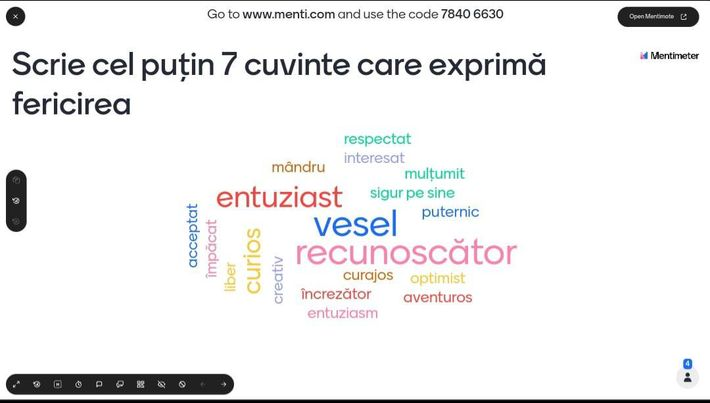 Go to www.menti.com and use the code 7840 6630
Open Mentimote
Mentimeter
Scrie cel puțin 7 cuvinte care exprimă
fericirea
respectat
interesat
mândru
mulțumit
sigur pe sine
entuziast
puternic
vesel
recunoscător
acceptat
împăcat
liber
curios
creativ
curajos
optimist
încrezător
aventuros
entuziasm
4